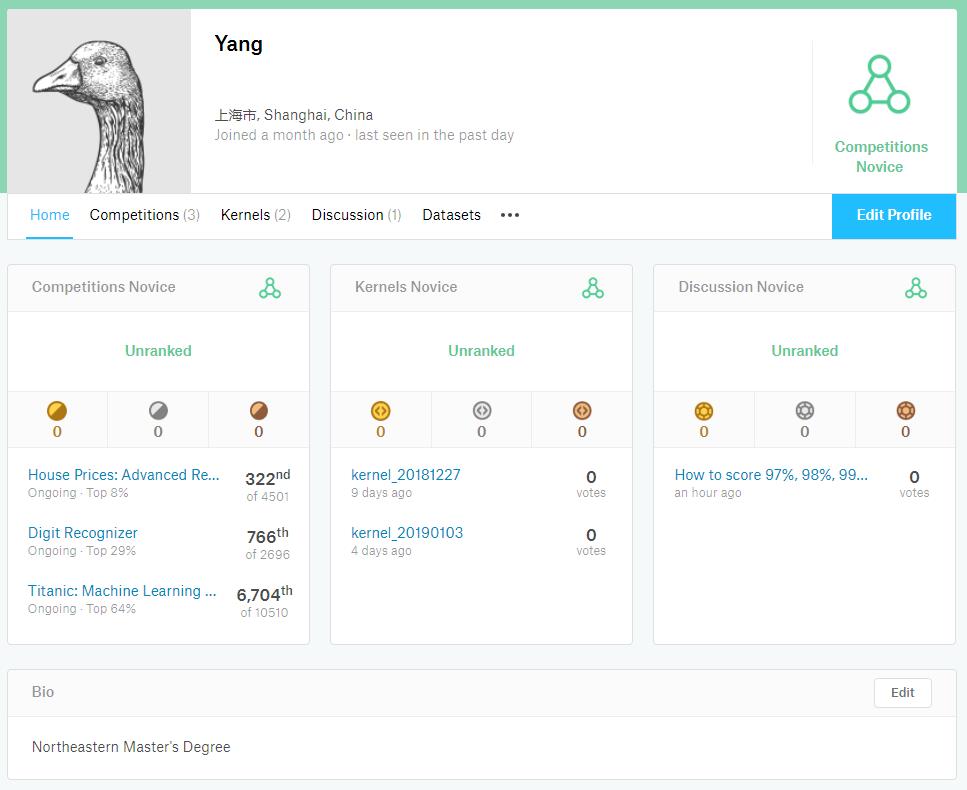 Yang
上海市, Shanghai, China
Joined a month ago · last seen in the past day
Competitions
Novice
Home Competitions (3) Kernels (2) Discussion (1) Datasets •••
Edit Profile
Competitions Novice
Unranked
0 0 0
House Prices: Advanced Re... 322nd
Ongoing · Top 8% of 4501
Digit Recognizer 766th
Ongoing · Top 29% of 2696
Titanic: Machine Learning ... 6,704th
Ongoing · Top 64% of 10510
Kernels Novice
Unranked
0 0 0
kernel_20181227 0
9 days ago votes
kernel_20190103 0
4 days ago votes
Discussion Novice
Unranked
0 0 0
How to score 97%, 98%, 99... 0
an hour ago votes
Bio Edit
Northeastern Master's Degree